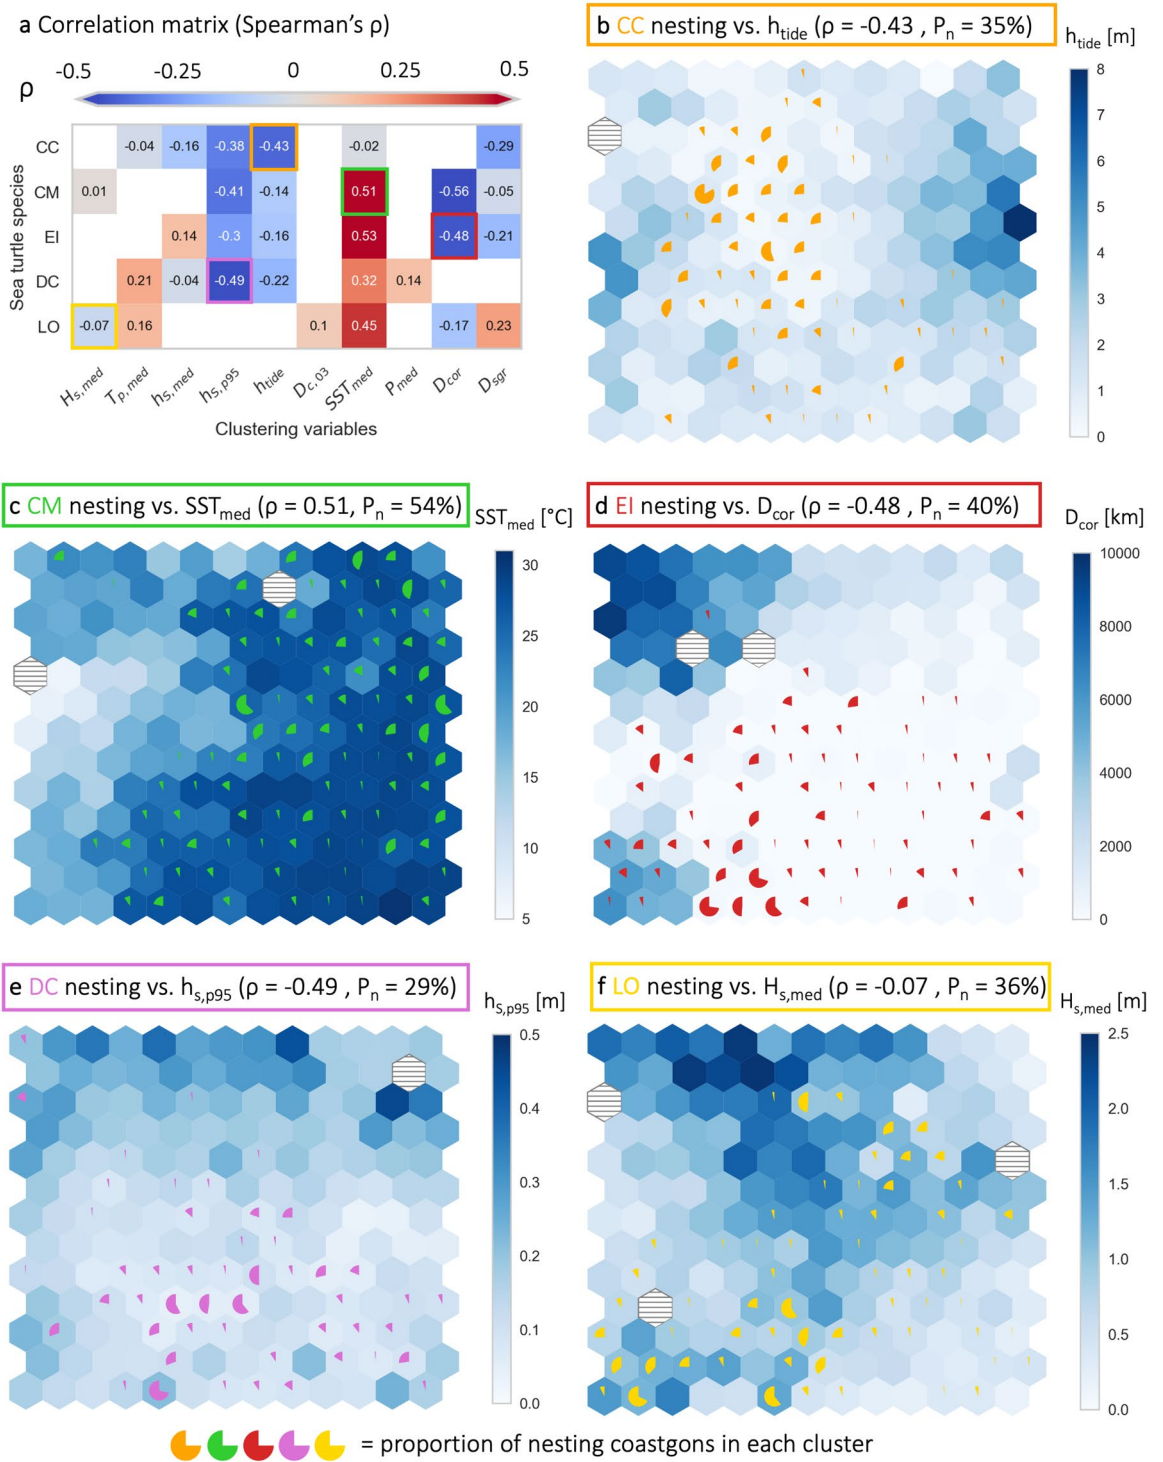 a Correlation matrix (Spearman's ρ)
-0.5 -0.25 0 0.25 0.5
ρ
Sea turtle species
CC -0.04 -0.16 -0.38 -0.43 -0.02 -0.29
CM 0.01 -0.41 -0.14 0.51 -0.56 -0.05
EI 0.14 -0.3 -0.16 0.53 -0.48 -0.21
DC 0.21 -0.04 -0.49 -0.22 0.32 0.14
LO -0.07 0.16 0.1 0.45 -0.17 0.23
Hs,med Tp,med hs,med hs,p95 htide Dc,03 SSTmed Pmed Dcor Dsgr
Clustering variables
b CC nesting vs. htide (ρ = -0.43 , Pn = 35%)
htide [m]
8
7
6
5
4
3
2
1
0
c CM nesting vs. SSTmed (ρ = 0.51, Pn = 54%)
SSTmed [°C]
30
25
20
15
10
5
d EI nesting vs. Dcor (ρ = -0.48 , Pn = 40%)
Dcor [km]
10000
8000
6000
4000
2000
0
e DC nesting vs. hs,p95 (ρ = -0.49 , Pn = 29%)
hs,p95 [m]
0.5
0.4
0.3
0.2
0.1
0.0
f LO nesting vs. Hs,med (ρ = -0.07 , Pn = 36%)
Hs,med [m]
2.5
2.0
1.5
1.0
0.5
0.0
= proportion of nesting coastgons in each cluster